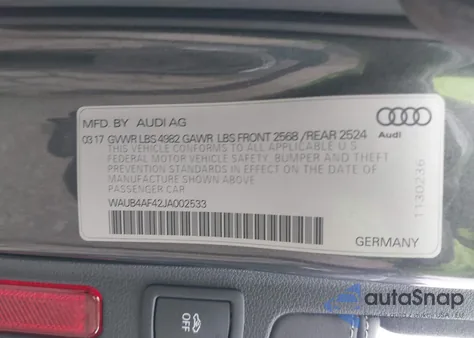 MFD. BY AUDI AG
03 17 GVWR LBS 4982 GAWR LBS FRONT 2568 /REAR 2524
THIS VEHICLE CONFORMS TO ALL APPLICABLE U S
FEDERAL MOTOR VEHICLE SAFETY, BUMPER AND THEFT
PREVENTION STANDARDS IN EFFECT ON THE DATE OF
MANUFACTURE SHOWN ABOVE.
PASSENGER CAR
WAUB4AF42JA002533
Audi
1130236
GERMANY
OFF
autoSnap